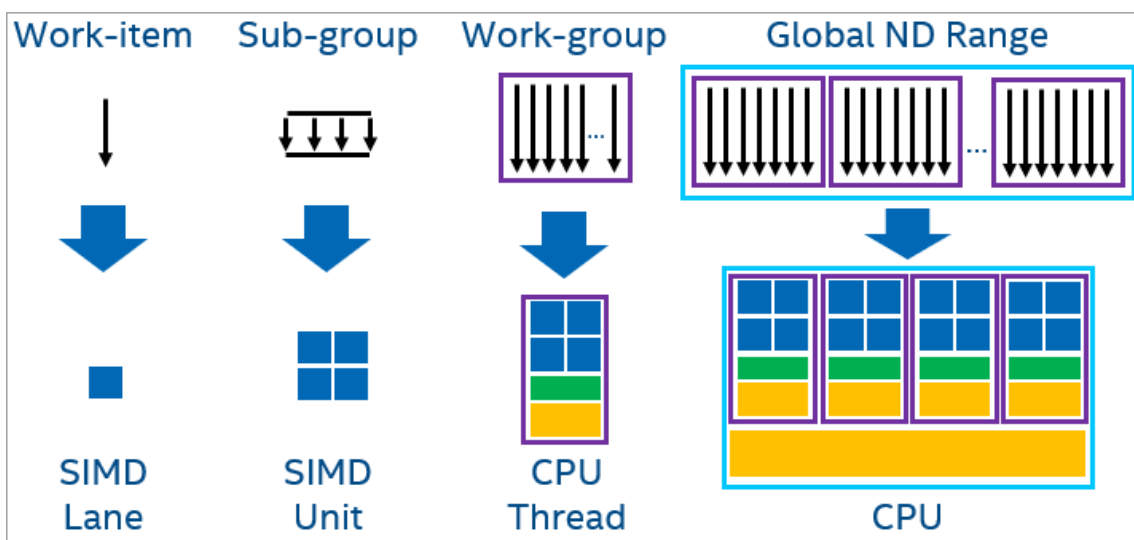 Work-item
Sub-group
Work-group
Global ND Range
...
...
SIMD
Lane
SIMD
Unit
CPU
Thread
CPU